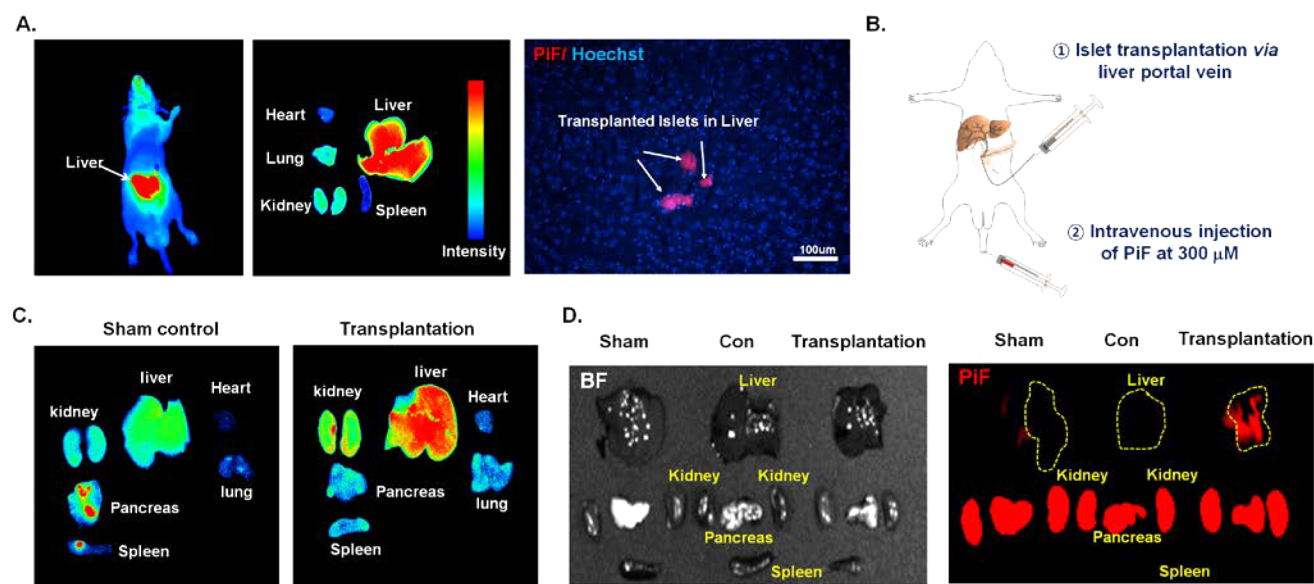 A.
Liver
Heart
Liver
Lung
Kidney
Spleen
Intensity
PiF/ Hoechst
Transplanted Islets in Liver
100um
B.
① Islet transplantation via
liver portal vein
② Intravenous injection
of PiF at 300 μM
C.
Sham control
Transplantation
liver
Heart
kidney
lung
Pancreas
Spleen
liver
Heart
kidney
Pancreas
lung
Spleen
D.
Sham
Con
Transplantation
BF
Liver
Kidney
Kidney
Pancreas
Spleen
Sham
Con
Transplantation
PiF
Liver
Kidney
Kidney
Pancreas
Spleen